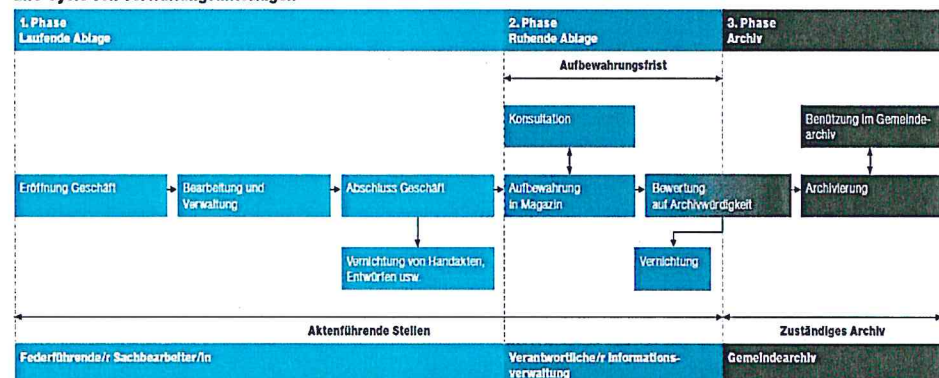 1. Phase
Laufende Ablage
2. Phase
Ruhende Ablage
3. Phase
Archiv
Aufbewahrungsfrist
Konsultation
Benützung im Gemeinde-
archiv
Eröffnung Geschäft
Bearbeitung und
Verwaltung
Abschluss Geschäft
Aufbewahrung
in Magazin
Bewertung
auf Archivwürdigkeit
Archivierung
Vernichtung von Handakten,
Entwürfen usw.
Vernichtung
Aktenführende Stellen
Zuständiges Archiv
Federführende/r Sachbearbeiter/in
Verantwortliche/r Informations-
verwaltung
Gemeindearchiv